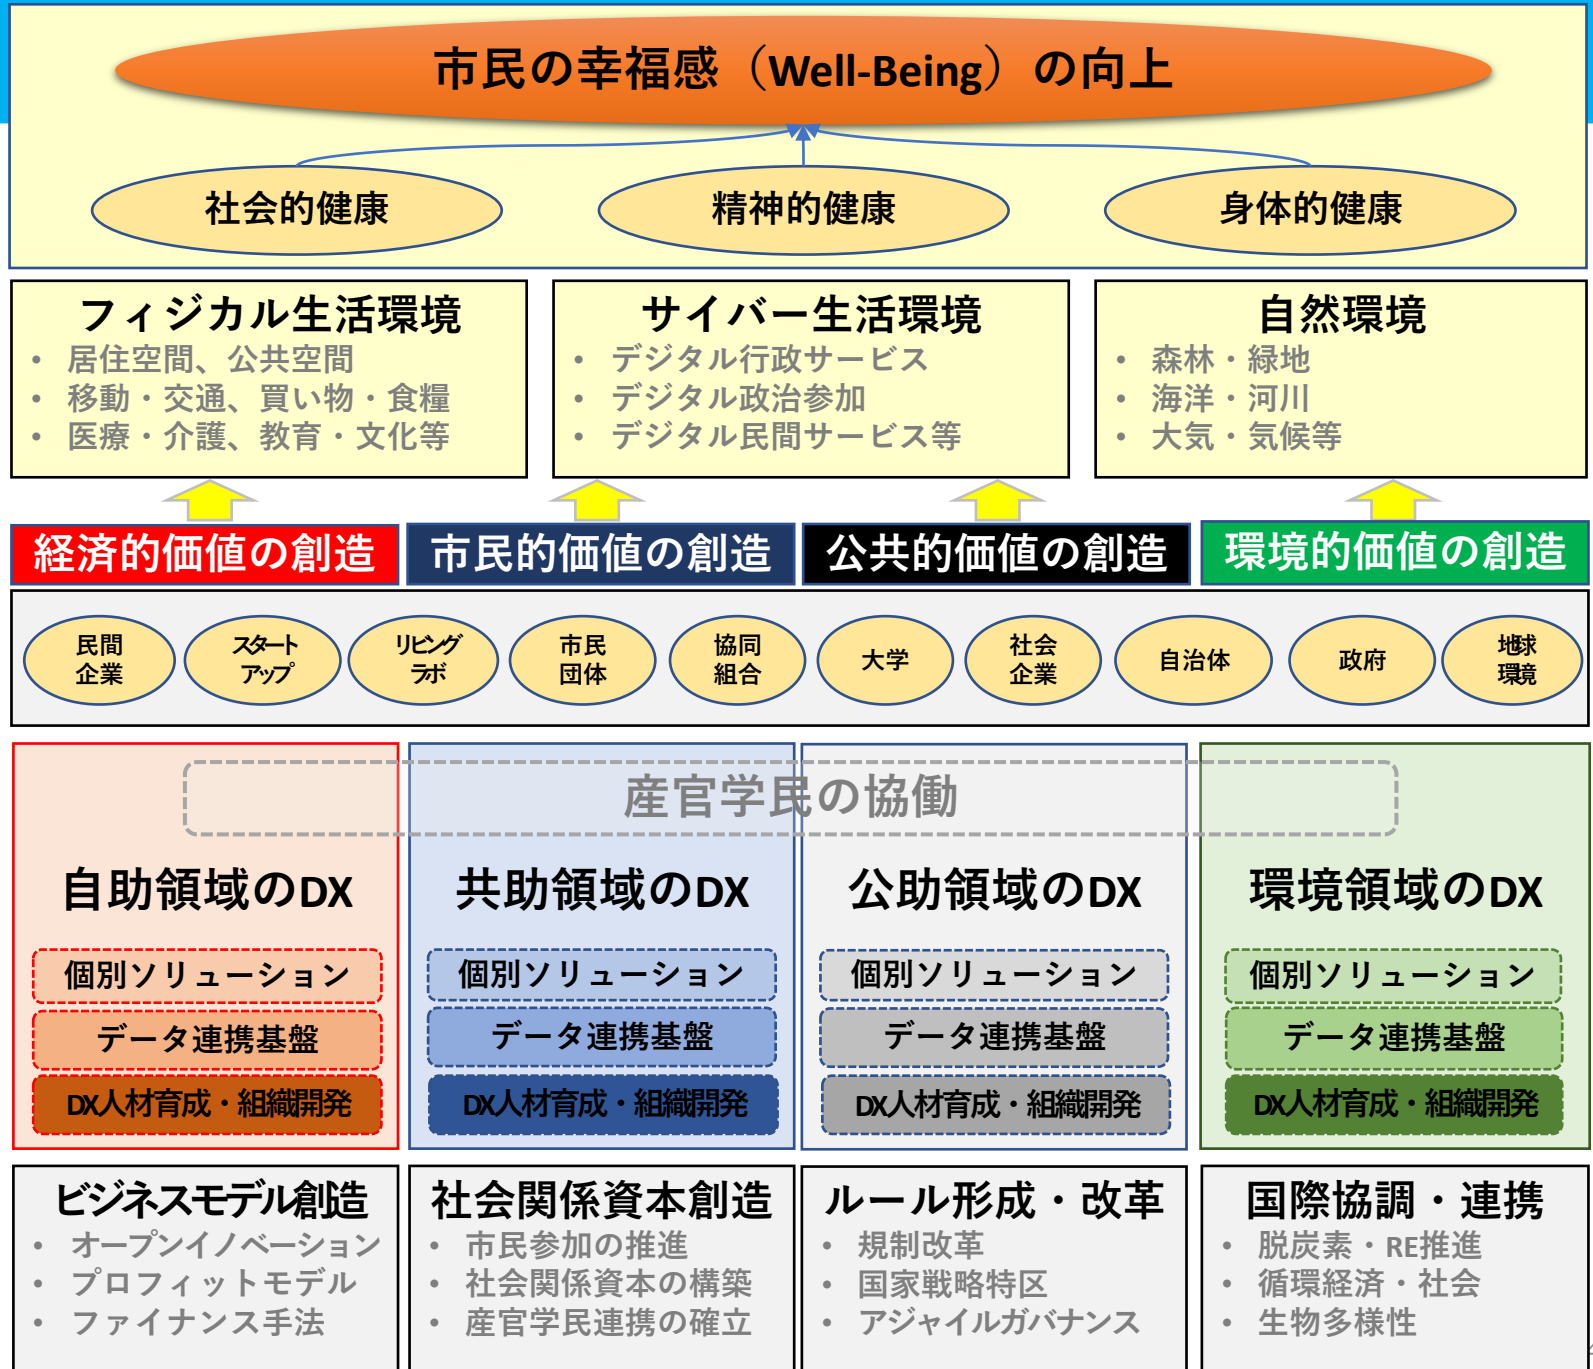 市民の幸福感（Well-Being）の向上
社会的健康
精神的健康
身体的健康
フィジカル生活環境
• 居住空間、公共空間
• 移動・交通、買い物・食糧
• 医療・介護、教育・文化等
サイバー生活環境
• デジタル行政サービス
• デジタル政治参加
• デジタル民間サービス等
自然環境
• 森林・緑地
• 海洋・河川
• 大気・気候等
経済的価値の創造
市民的価値の創造
公共的価値の創造
環境的価値の創造
民間
企業
スタート
アップ
リビング
ラボ
市民
団体
協同
組合
大学
社会
企業
自治体
政府
地球
環境
産官学民の協働
自助領域のDX
個別ソリューション
データ連携基盤
DX人材育成・組織開発
共助領域のDX
個別ソリューション
データ連携基盤
DX人材育成・組織開発
公助領域のDX
個別ソリューション
データ連携基盤
DX人材育成・組織開発
環境領域のDX
個別ソリューション
データ連携基盤
DX人材育成・組織開発
ビジネスモデル創造
• オープンイノベーション
• プロフィットモデル
• ファイナンス手法
社会関係資本創造
• 市民参加の推進
• 社会関係資本の構築
• 産官学民連携の確立
ルール形成・改革
• 規制改革
• 国家戦略特区
• アジャイルガバナンス
国際協調・連携
• 脱炭素・RE推進
• 循環経済・社会
• 生物多様性